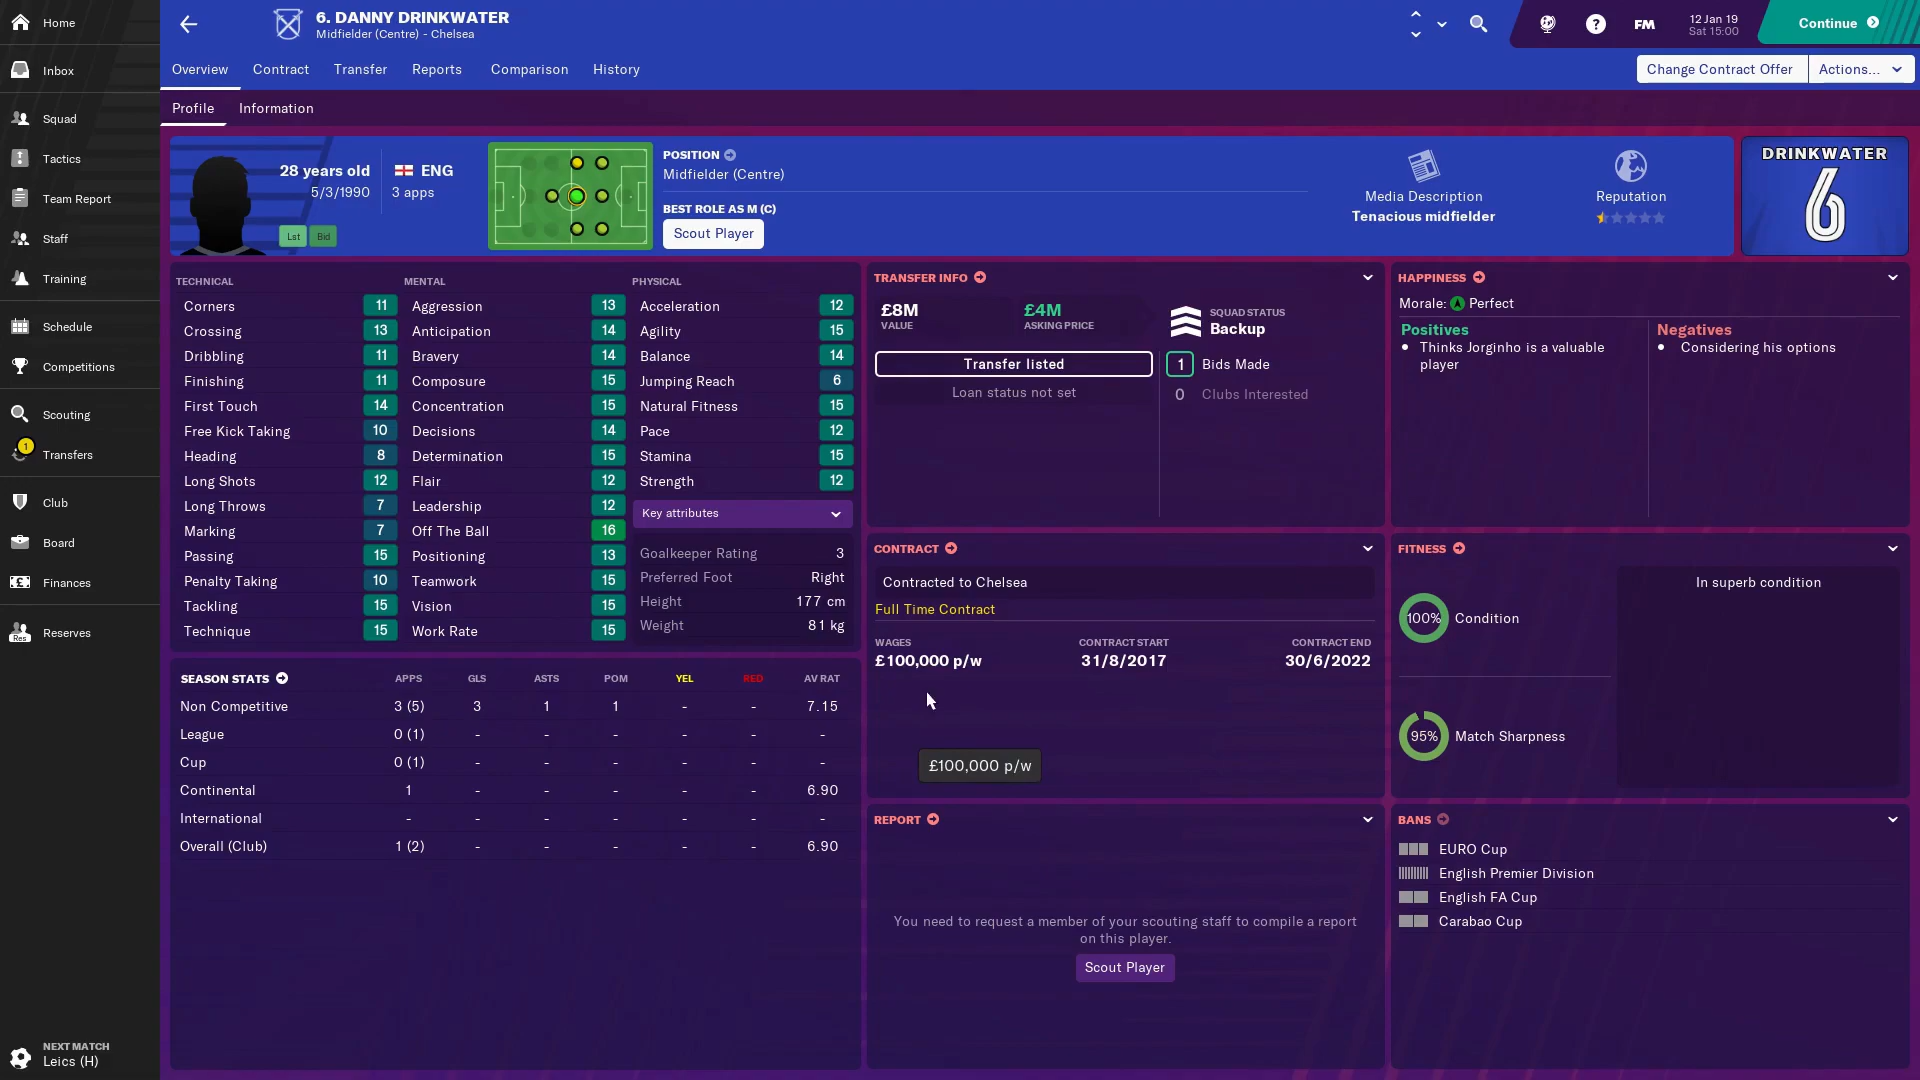 Home
Inbox
Squad
Tactics
Team Report
Staff
Training
Schedule
Competitions
Scouting
1
Transfers
Club
Board
Finances
Res
Reserves
NEXT MATCH
Leics (H)
6. DANNY DRINKWATER
Midfielder (Centre) - Chelsea
?
FM
12 Jan 19
Sat 15:00
Continue
Overview
Contract
Transfer
Reports
Comparison
History
Change Contract Offer
Actions...
Profile
Information
28 years old
5/3/1990
ENG
3 apps
Lst
Bid
POSITION
Midfielder (Centre)
BEST ROLE AS M (C)
Scout Player
Media Description
Tenacious midfielder
Reputation
DRINKWATER
6
TECHNICAL
Corners 11
Crossing 13
Dribbling 11
Finishing 11
First Touch 14
Free Kick Taking 10
Heading 8
Long Shots 12
Long Throws 7
Marking 7
Passing 15
Penalty Taking 10
Tackling 15
Technique 15
MENTAL
Aggression 13
Anticipation 14
Bravery 14
Composure 15
Concentration 15
Decisions 14
Determination 15
Flair 12
Leadership 12
Off The Ball 16
Positioning 13
Teamwork 15
Vision 15
Work Rate 15
PHYSICAL
Acceleration 12
Agility 15
Balance 14
Jumping Reach 6
Natural Fitness 15
Pace 12
Stamina 15
Strength 12
Key attributes
Goalkeeper Rating 3
Preferred Foot Right
Height 177 cm
Weight 81 kg
SEASON STATS APPS GLS ASTS POM YEL RED AV RAT
Non Competitive 3 (5) 3 1 1 - - 7.15
League 0 (1) - - - - - -
Cup 0 (1) - - - - - -
Continental 1 - - - - - 6.90
International - - - - - - -
Overall (Club) 1 (2) - - - - - 6.90
TRANSFER INFO
£8M
VALUE
£4M
ASKING PRICE
SQUAD STATUS
Backup
Transfer listed
Loan status not set
1 Bids Made
0 Clubs Interested
CONTRACT
Contracted to Chelsea
Full Time Contract
WAGES
£100,000 p/w
CONTRACT START
31/8/2017
CONTRACT END
30/6/2022
£100,000 p/w
REPORT
You need to request a member of your scouting staff to compile a report
on this player.
Scout Player
HAPPINESS
Morale: Perfect
Positives
Thinks Jorginho is a valuable
player
Negatives
Considering his options
FITNESS
100% Condition
95% Match Sharpness
In superb condition
BANS
EURO Cup
English Premier Division
English FA Cup
Carabao Cup